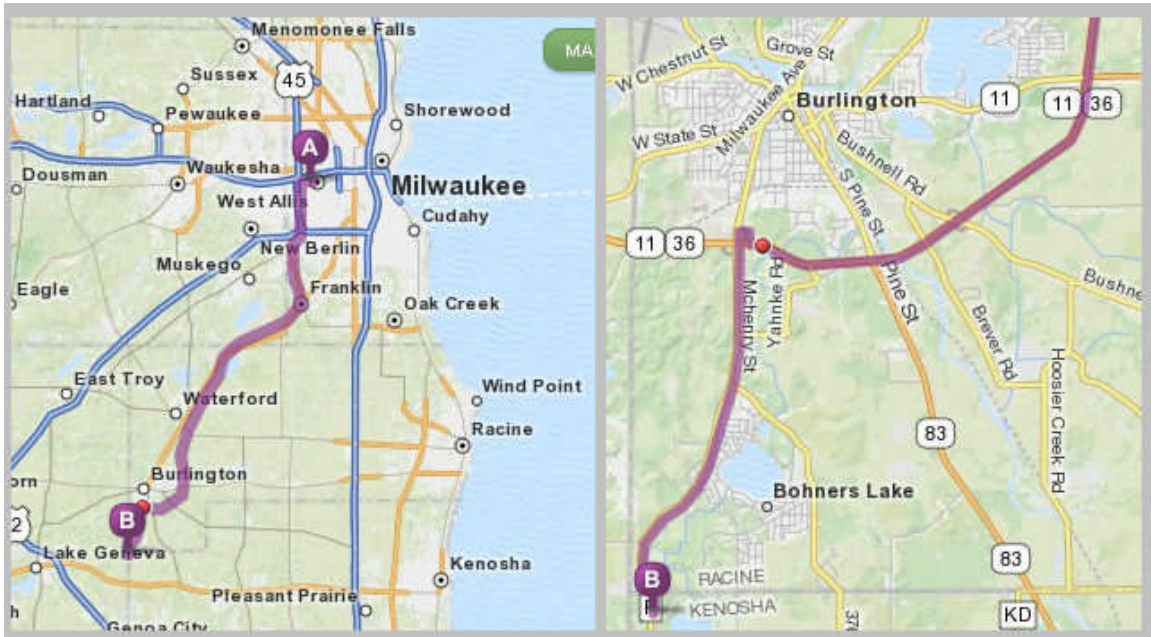 Menomonee Falls
MA
45
Sussex
Hartland
Shorewood
Pewaukee
A
Waukesha
Dousman
Milwaukee
West Allis
Cudahy
New Berlin
Muskego
Eagle
Franklin
Oak Creek
East Troy
Wind Point
Waterford
Racine
Burlington
orn
B
2
Lake Geneva
Kenosha
Pleasant Prairie
Genoa City
W Chestnut St
Grove St
Milwaukee Ave
Burlington
11
11
36
W State St
Bushnell Rd
S Pine St
11
36
Yahnke Rd
Mchenry St
Pine St
Bushne
Brever Rd
Hoosier Creek Rd
83
Bohners Lake
83
B
RACINE
KENOSHA
KD